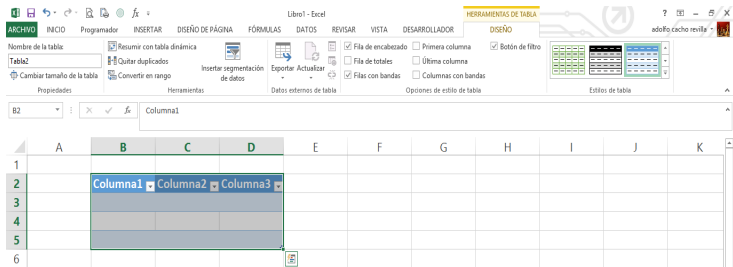 Libro1 - Excel
HERRAMIENTAS DE TABLA
ARCHIVO INICIO Programador INSERTAR DISEÑO DE PÁGINA FÓRMULAS DATOS REVISAR VISTA DESARROLLADOR DISEÑO adolfo cacho revilla
Nombre de la tabla:
Tabla2
Cambiar tamaño de la tabla
Propiedades
Resumir con tabla dinámica
Quitar duplicados
Convertir en rango
Insertar segmentación
de datos
Herramientas
Exportar Actualizar
Datos externos de tabla
Fila de encabezado Primera columna Botón de filtro
Fila de totales Última columna
Filas con bandas Columnas con bandas
Opciones de estilo de tabla
Estilos de tabla
B2 fx Columna1
A B C D E F G H I J K
1
2 Columna1 Columna2 Columna3
3
4
5
6